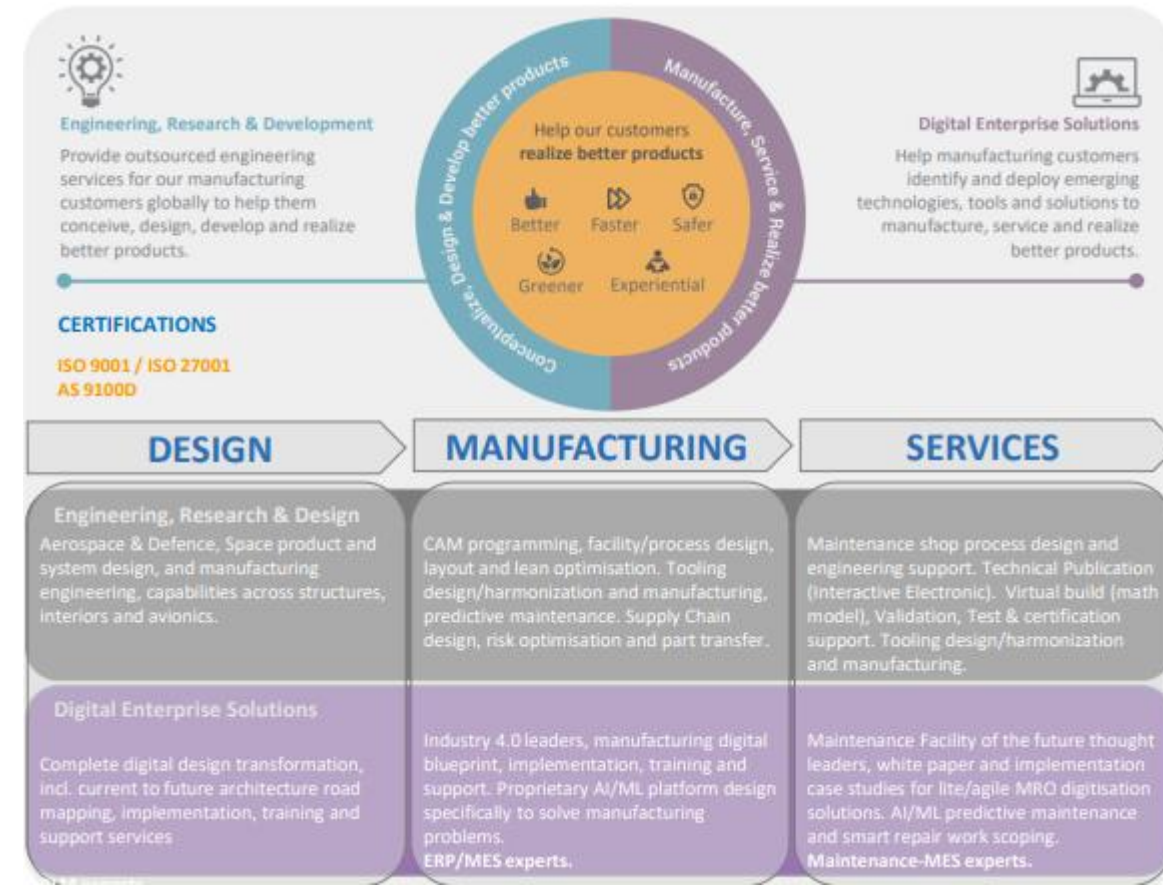 Engineering, Research & Development
Provide outsourced engineering
services for our manufacturing
customers globally to help them
conceive, design, develop and realize
better products.
Conceptualize, Design & Develop better products
Manufacture, Service & Realize better products
Help our customers
realize better products
Better Faster Safer
Greener Experiential
Digital Enterprise Solutions
Help manufacturing customers
identify and deploy emerging
technologies, tools and solutions to
manufacture, service and realize
better products.
CERTIFICATIONS
ISO 9001 / ISO 27001
AS 9100D
DESIGN
MANUFACTURING
SERVICES
Engineering, Research & Design
Aerospace & Defence, Space product and
system design, and manufacturing
engineering, capabilities across structures,
interiors and avionics.
CAM programming, facility/process design,
layout and lean optimisation. Tooling
design/harmonization and manufacturing,
predictive maintenance. Supply Chain
design, risk optimisation and part transfer.
Maintenance shop process design and
engineering support. Technical Publication
(Interactive Electronic). Virtual build (math
model), Validation, Test & certification
support. Tooling design/harmonization
and manufacturing.
Digital Enterprise Solutions
Complete digital design transformation,
incl. current to future architecture road
mapping, implementation, training and
support services
Industry 4.0 leaders, manufacturing digital
blueprint, implementation, training and
support. Proprietary AI/ML platform design
specifically to solve manufacturing
problems.
ERP/MES experts.
Maintenance Facility of the future thought
leaders, white paper and implementation
case studies for lite/agile MRO digitisation
solutions. AI/ML predictive maintenance
and smart repair work scoping.
Maintenance-MES experts.